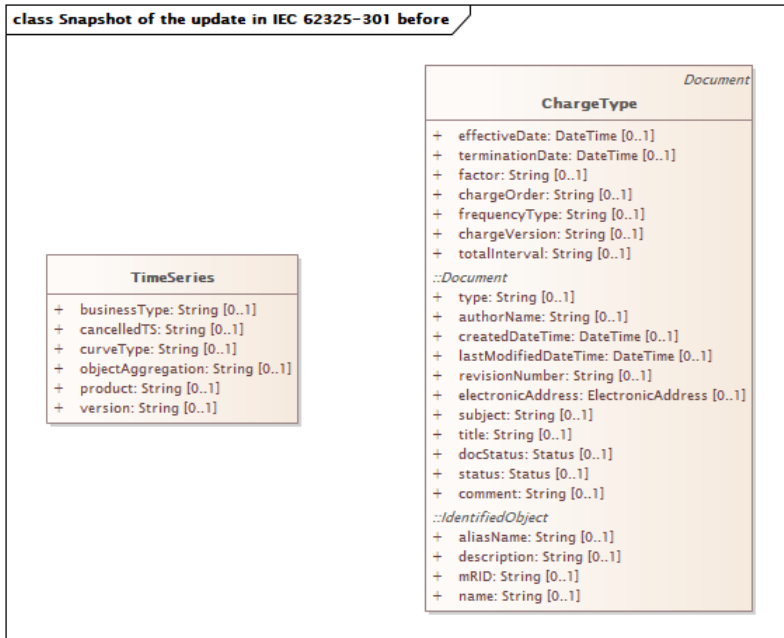 class Snapshot of the update in IEC 62325-301 before
TimeSeries
+ businessType: String [0..1]
+ cancelledTS: String [0..1]
+ curveType: String [0..1]
+ objectAggregation: String [0..1]
+ product: String [0..1]
+ version: String [0..1]
Document
ChargeType
+ effectiveDate: DateTime [0..1]
+ terminationDate: DateTime [0..1]
+ factor: String [0..1]
+ chargeOrder: String [0..1]
+ frequencyType: String [0..1]
+ chargeVersion: String [0..1]
+ totalInterval: String [0..1]
::Document
+ type: String [0..1]
+ authorName: String [0..1]
+ createdDateTime: DateTime [0..1]
+ lastModifiedDateTime: DateTime [0..1]
+ revisionNumber: String [0..1]
+ electronicAddress: ElectronicAddress [0..1]
+ subject: String [0..1]
+ title: String [0..1]
+ docStatus: Status [0..1]
+ status: Status [0..1]
+ comment: String [0..1]
::IdentifiedObject
+ aliasName: String [0..1]
+ description: String [0..1]
+ mRID: String [0..1]
+ name: String [0..1]